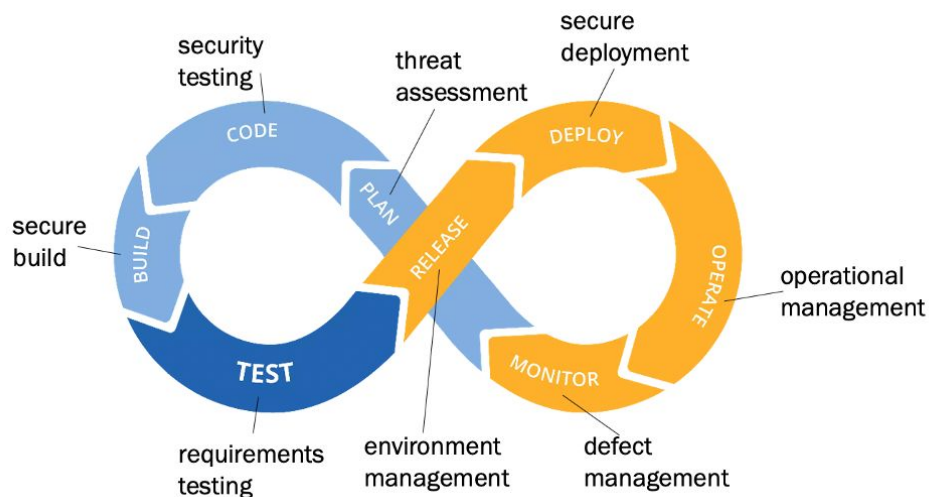 secure
deployment
security
testing
threat
assessment
CODE
DEPLOY
PLAN
secure
build
BUILD
RELEASE
OPERATE
operational
management
TEST
MONITOR
requirements
testing
environment
management
defect
management